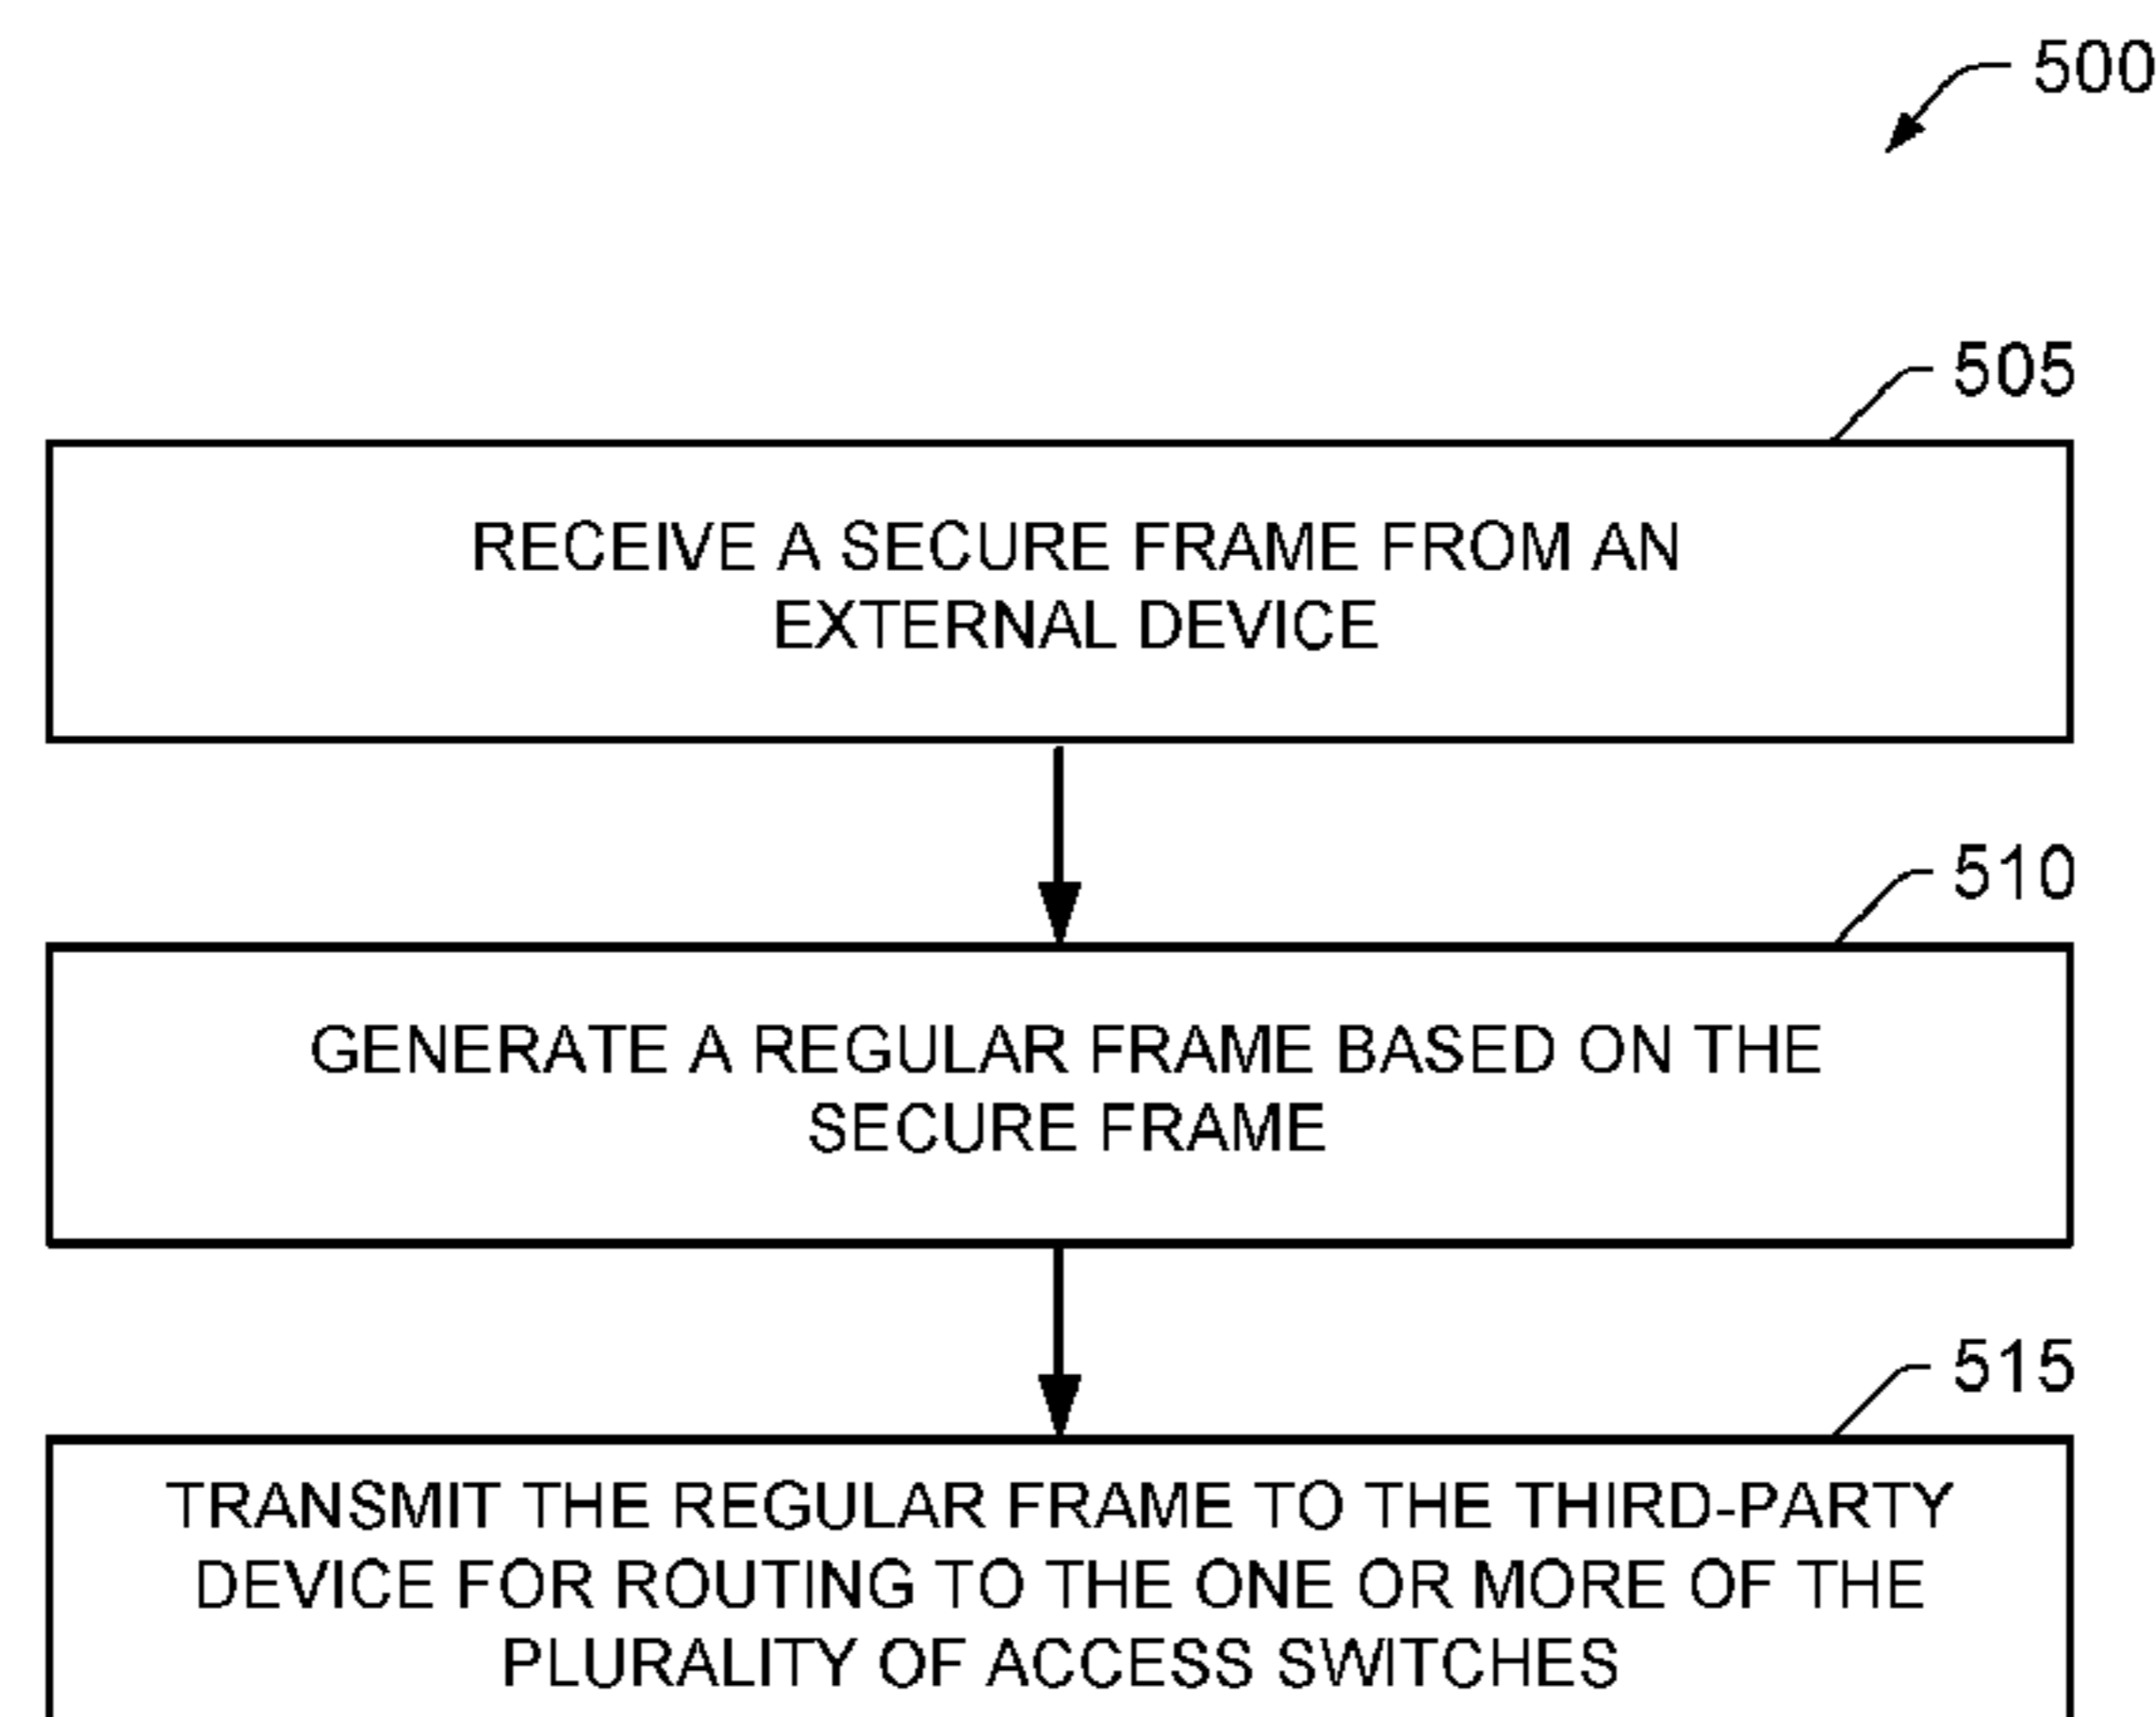 500
505
RECEIVE A SECURE FRAME FROM AN
EXTERNAL DEVICE
510
GENERATE A REGULAR FRAME BASED ON THE
SECURE FRAME
515
TRANSMIT THE REGULAR FRAME TO THE THIRD-PARTY
DEVICE FOR ROUTING TO THE ONE OR MORE OF THE
PLURALITY OF ACCESS SWITCHES